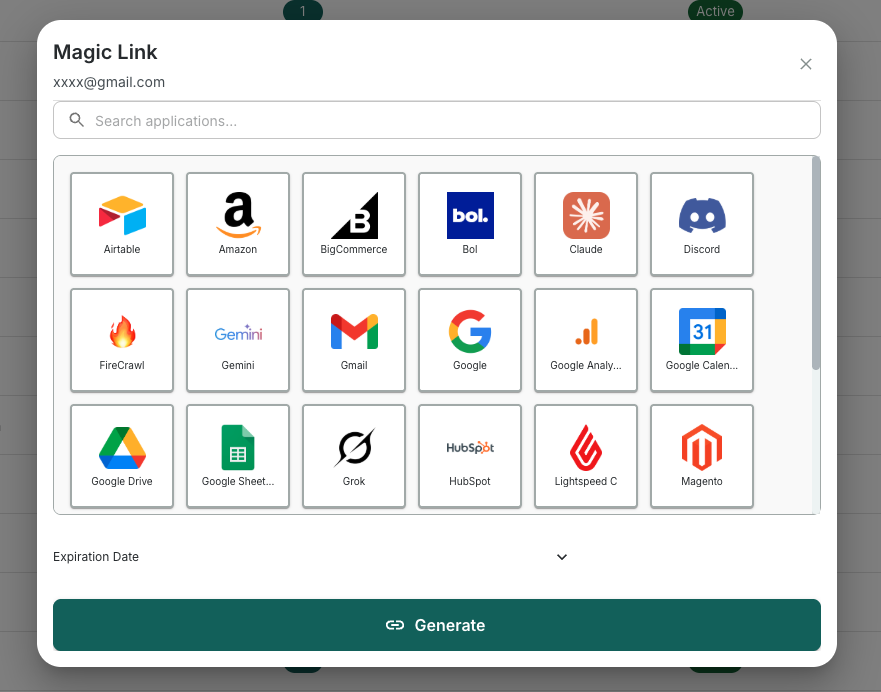 1 Active
Magic Link
xxxx@gmail.com
Search applications...
a bol.
Airtable Amazon BigCommerce Bol Claude Discord
Gemini 31
FireCrawl Gemini Gmail Google Google Analy... Google Calen...
HubSpot
Google Drive Google Sheet... Grok HubSpot Lightspeed C Magento
Expiration Date
Generate